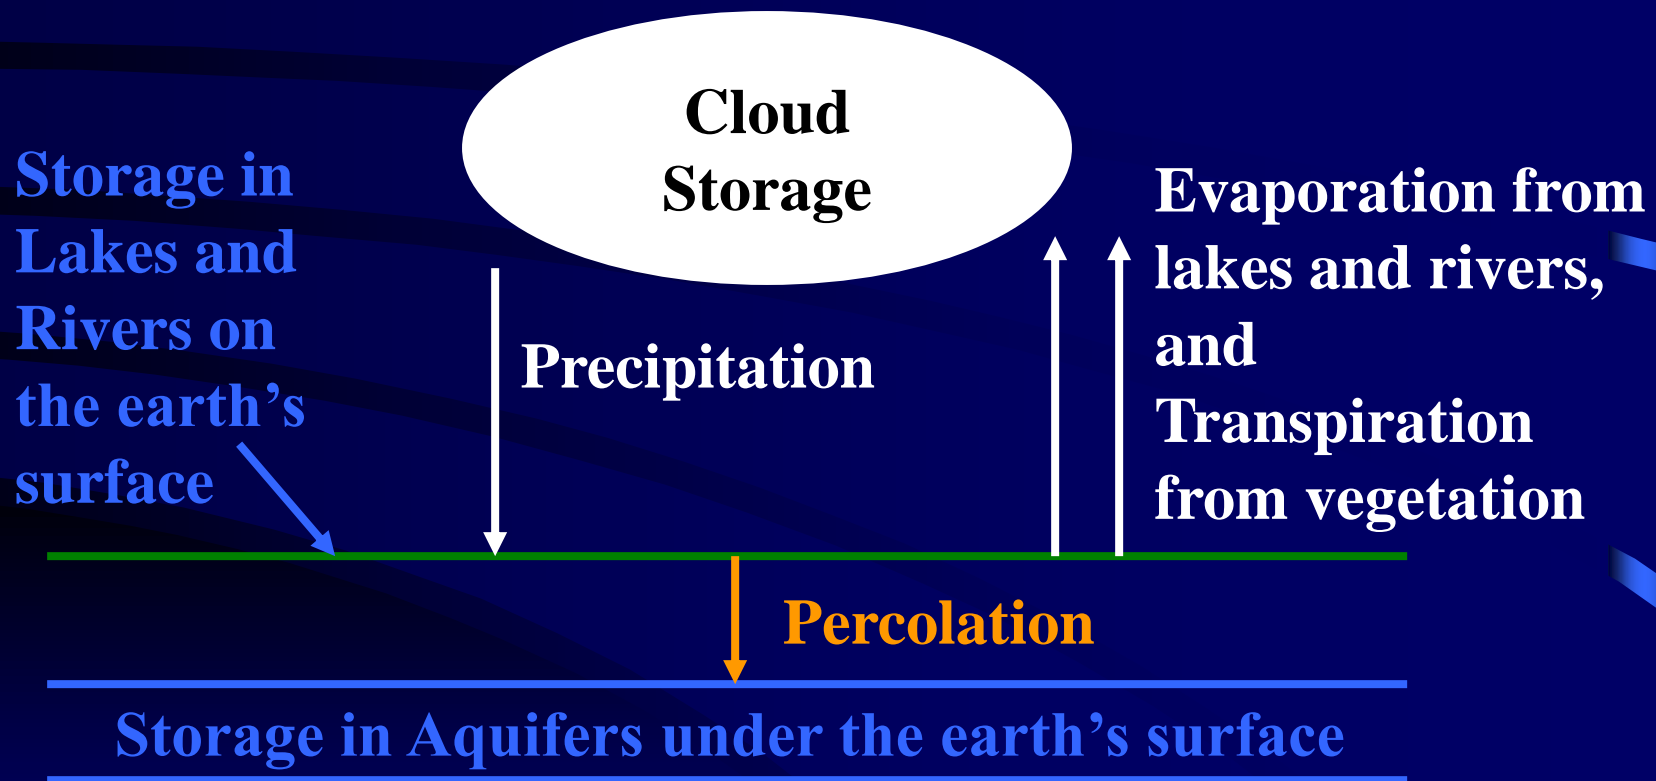 Cloud
Storage
Storage in
Lakes and
Rivers on
the earth’s
surface
Precipitation
Evaporation from
lakes and rivers,
and
Transpiration
from vegetation
Percolation
Storage in Aquifers under the earth’s surface